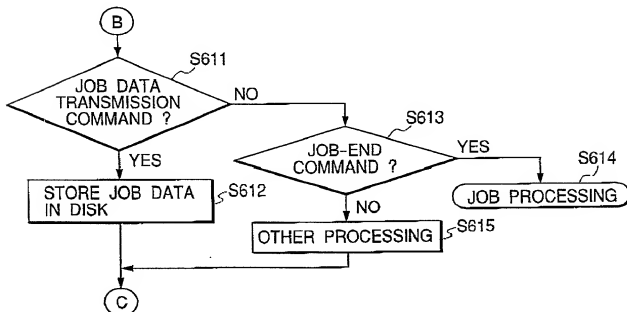 B
S611
JOB DATA
TRANSMISSION
COMMAND ?
NO
YES
S613
JOB-END
COMMAND ?
YES
S614
JOB PROCESSING
STORE JOB DATA
IN DISK
S612
NO
S615
OTHER PROCESSING
C